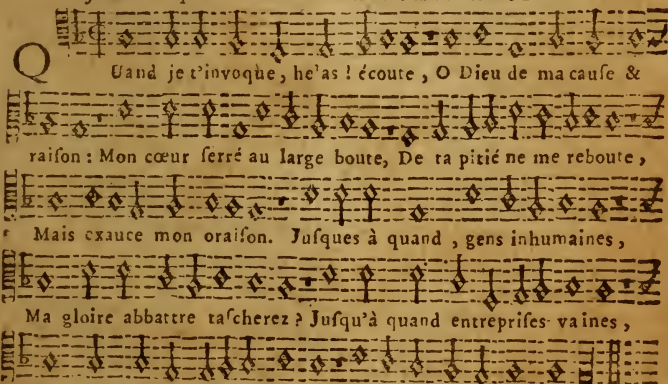 QUand je t'invoque, he'as ! écoute, O Dieu de ma cauſe &
raiſon : Mon cœur ſerré au large boute, De ta pitié ne me reboute,
Mais exauce mon oraiſon. Juſques à quand, gens inhumaines,
Ma gloire abbattre taſcherez ? Juſqu'à quand entrepriſes vaines,